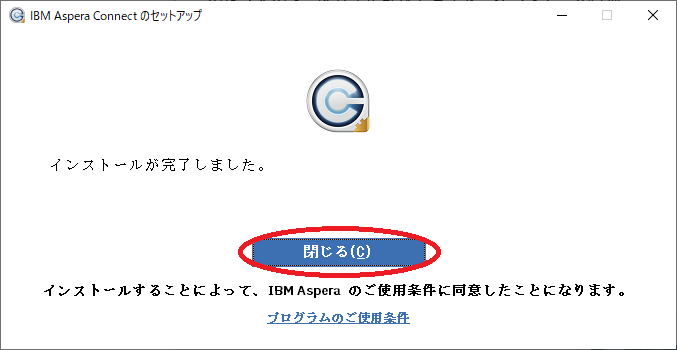 IBM Aspera Connect のセットアップ
インストールが完了しました。
閉じる(C)
インストールすることによって、IBM Aspera のご使用条件に同意したことになります。
プログラムのご使用条件